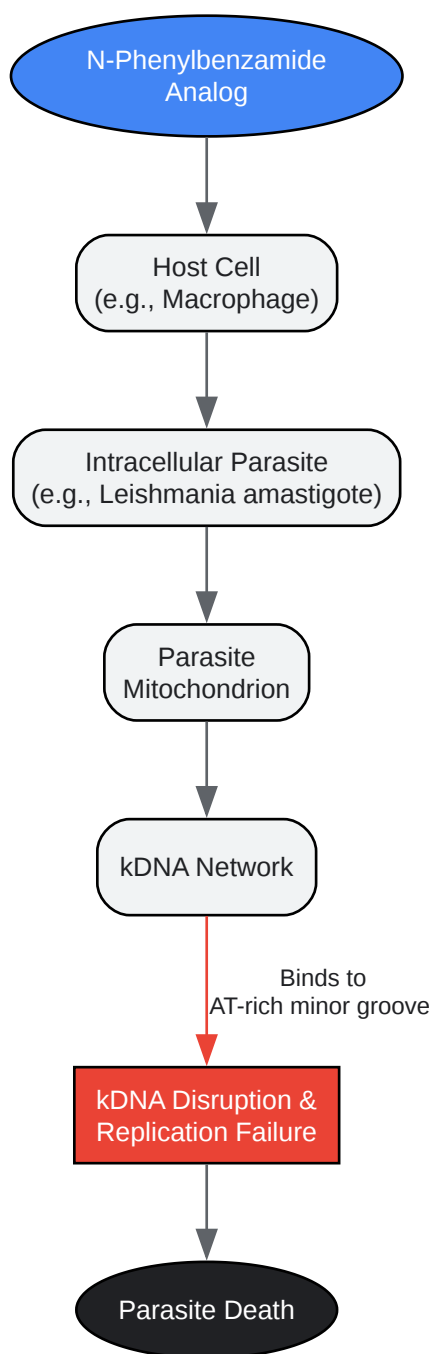 N-Phenylbenzamide
Analog
Host Cell
(e.g., Macrophage)
Intracellular Parasite
(e.g., Leishmania amastigote)
Parasite
Mitochondrion
kDNA Network
Binds to
AT-rich minor groove
kDNA Disruption &
Replication Failure
Parasite Death